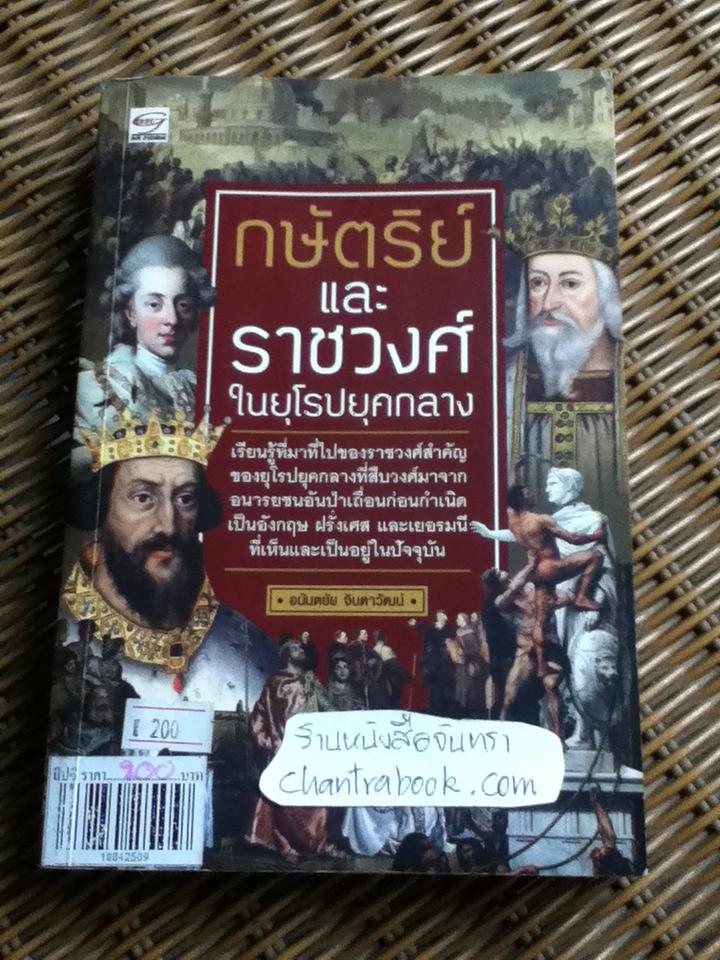 กษัตริย์
และ
ราชวงศ์
ในยุโรปยุคกลาง
เรียนรู้ที่มาที่ไปของราชวงศ์สำคัญ
ของยุโรปยุคกลางที่สืบวงศ์มาจาก
อนารยชนอันป่าเถื่อนก่อนกำเนิด
เป็นอังกฤษ ฝรั่งเศส และเยอรมนี
ที่เห็นและเป็นอยู่ในปัจจุบัน
• อนันตชัย จินดาวัฒน์ •
200
ร้านหนังสือจันทรา
chantrabook.com
ราคา 200 บาท
10842509